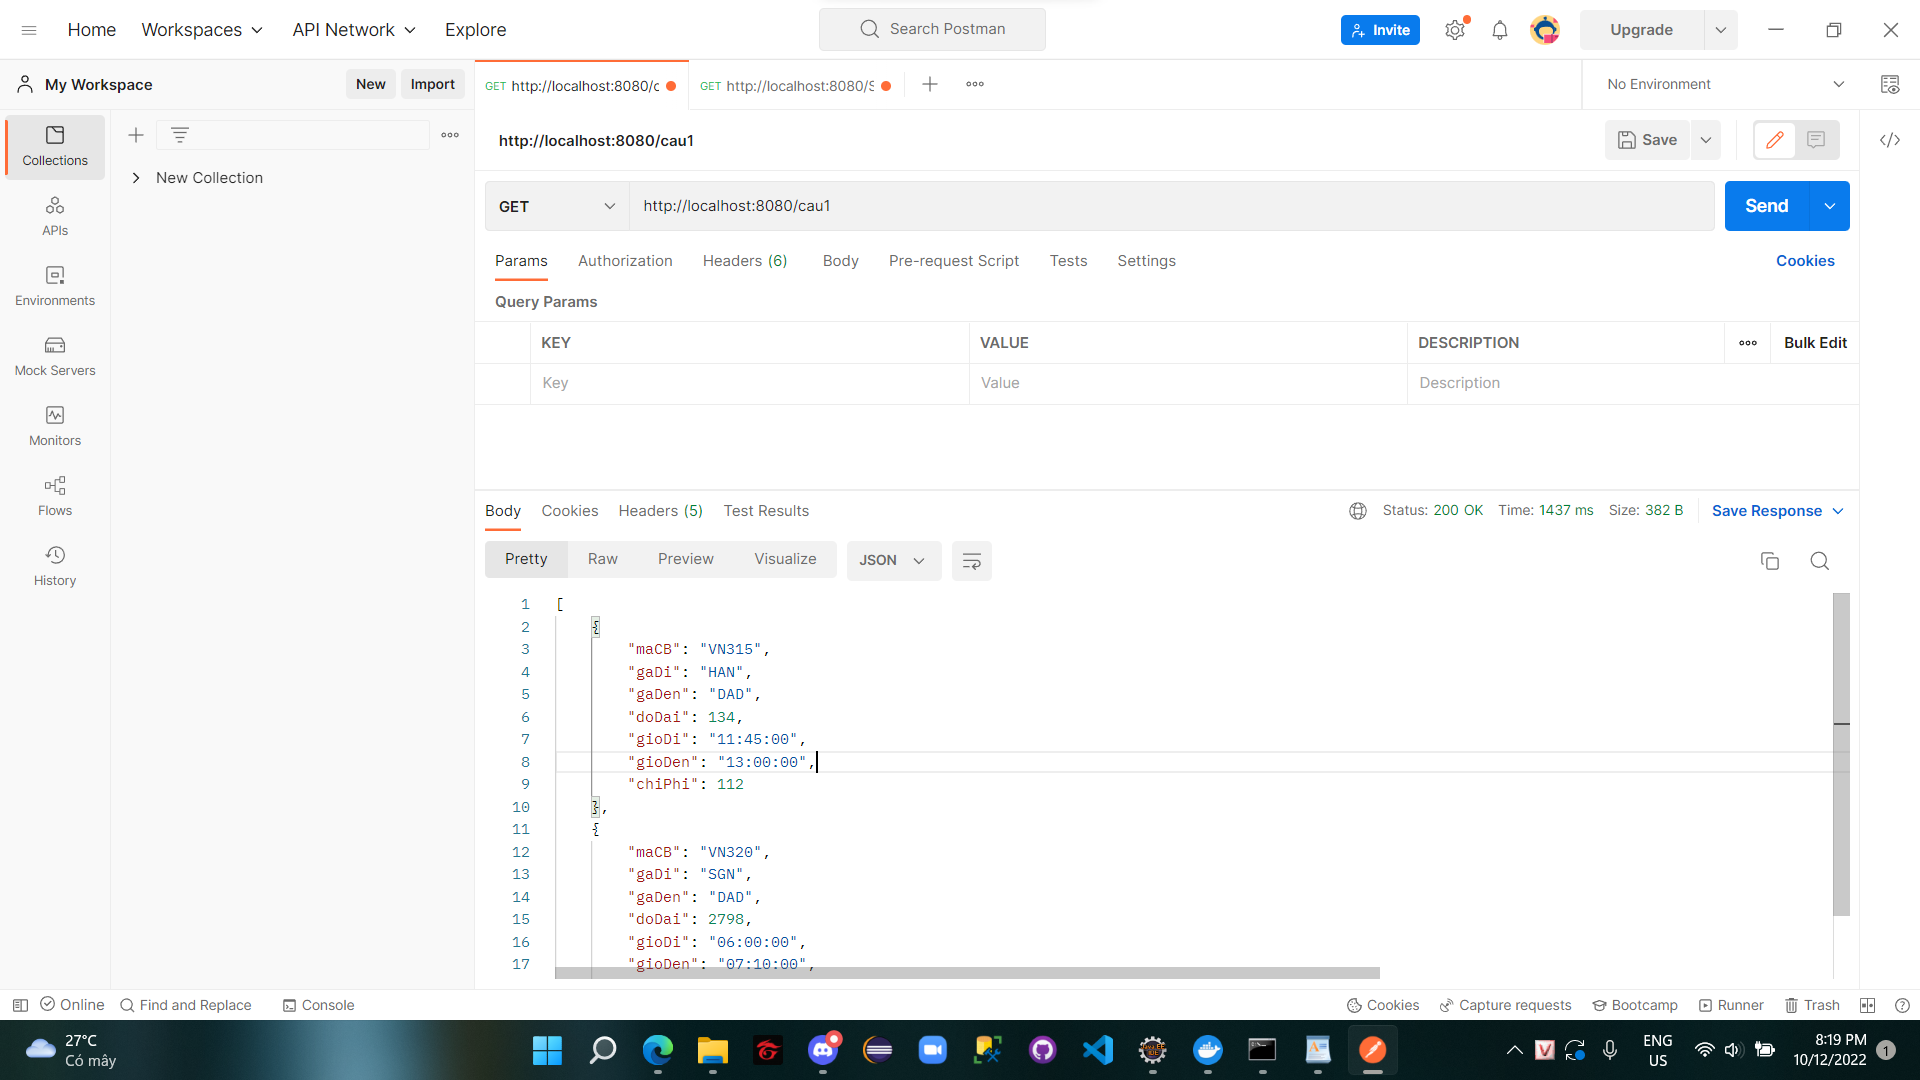 Home Workspaces API Network Explore Search Postman Invite Upgrade
My Workspace New Import GET http://localhost:8080/c GET http://localhost:8080/S No Environment
http://localhost:8080/cau1 Save
Collections
New Collection
APIs
Environments
Mock Servers
Monitors
Flows
History
GET http://localhost:8080/cau1 Send
Params Authorization Headers (6) Body Pre-request Script Tests Settings Cookies
Query Params
KEY VALUE DESCRIPTION Bulk Edit
Key Value Description
Body Cookies Headers (5) Test Results Status: 200 OK Time: 1437 ms Size: 382 B Save Response
Pretty Raw Preview Visualize JSON
1 [
2 {
3 "maCB": "VN315",
4 "gaDi": "HAN",
5 "gaDen": "DAD",
6 "doDai": 134,
7 "gioDi": "11:45:00",
8 "gioDen": "13:00:00",
9 "chiPhi": 112
10 },
11 {
12 "maCB": "VN320",
13 "gaDi": "SGN",
14 "gaDen": "DAD",
15 "doDai": 2798,
16 "gioDi": "06:00:00",
17 "gioDen": "07:10:00",
Online Find and Replace Console Cookies Capture requests Bootcamp Runner Trash
27°C
Có mây
ENG
US
8:19 PM
10/12/2022
1